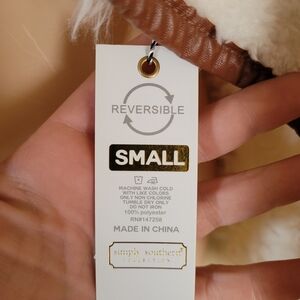 REVERSIBLE
SMALL
MACHINE WASH COLD
WITH LIKE COLORS
ONLY NON CHLORINE
TUMBLE DRY ONLY
DO NOT IRON
100% polyester
RN#147258
MADE IN CHINA
simply southern
COLLECTION